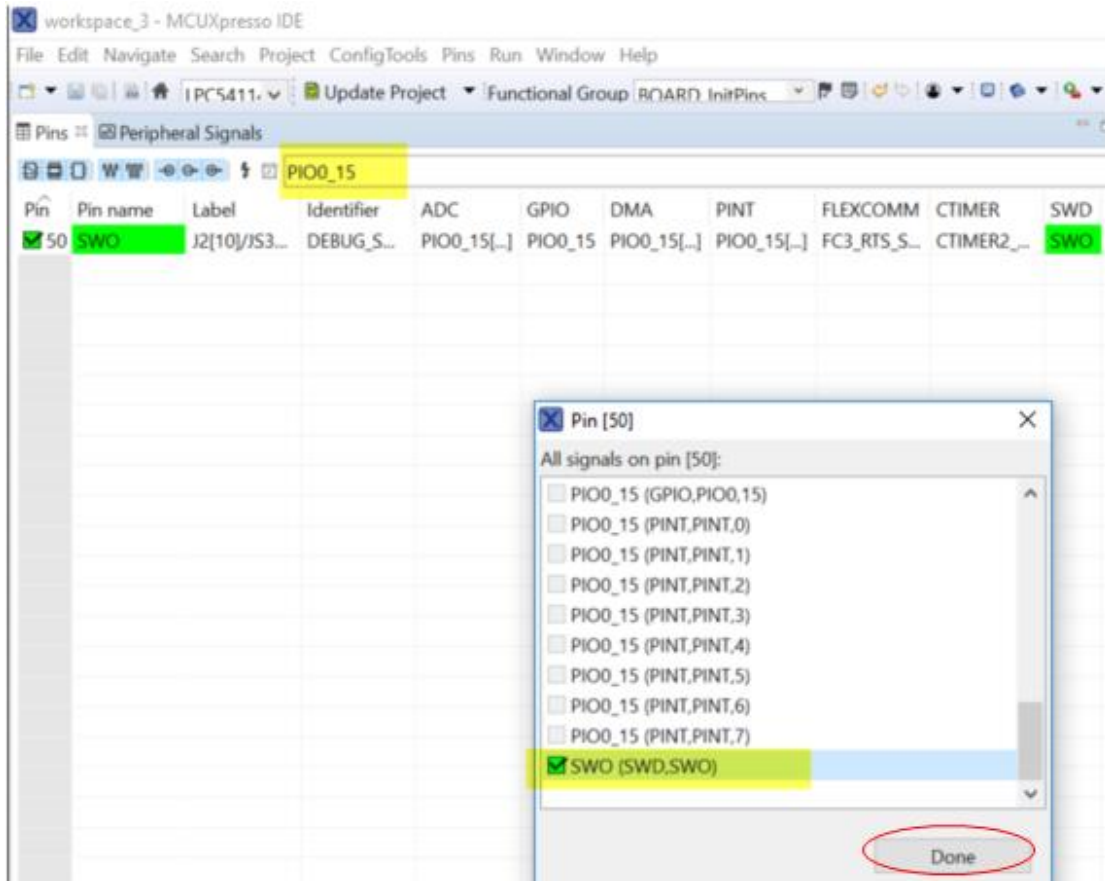 workspace_3 - MCUXpresso IDE
File Edit Navigate Search Project ConfigTools Pins Run Window Help
LPC5411. Update Project Functional Group BOARD_InitPins
Pins Peripheral Signals
PIO0_15
Pin Pin name Label Identifier ADC GPIO DMA PINT FLEXCOMM CTIMER SWD
50 SWO J2[10]/JS3... DEBUG_S... PIO0_15[...] PIO0_15 PIO0_15[...] PIO0_15[...] FC3_RTS_S... CTIMER2_... SWO
Pin [50]
All signals on pin [50]:
PIO0_15 (GPIO,PIO0,15)
PIO0_15 (PINT,PINT,0)
PIO0_15 (PINT,PINT,1)
PIO0_15 (PINT,PINT,2)
PIO0_15 (PINT,PINT,3)
PIO0_15 (PINT,PINT,4)
PIO0_15 (PINT,PINT,5)
PIO0_15 (PINT,PINT,6)
PIO0_15 (PINT,PINT,7)
SWO (SWD,SWO)
Done